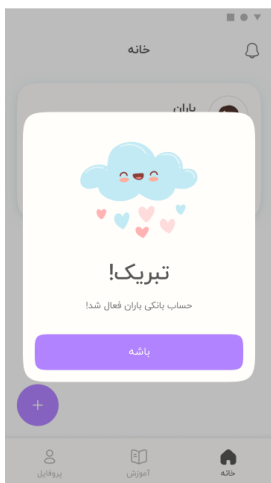 خانه
باران
تبریک!
حساب بانکی باران فعال شد!
باشه
خانه
آموزش
پروفایل